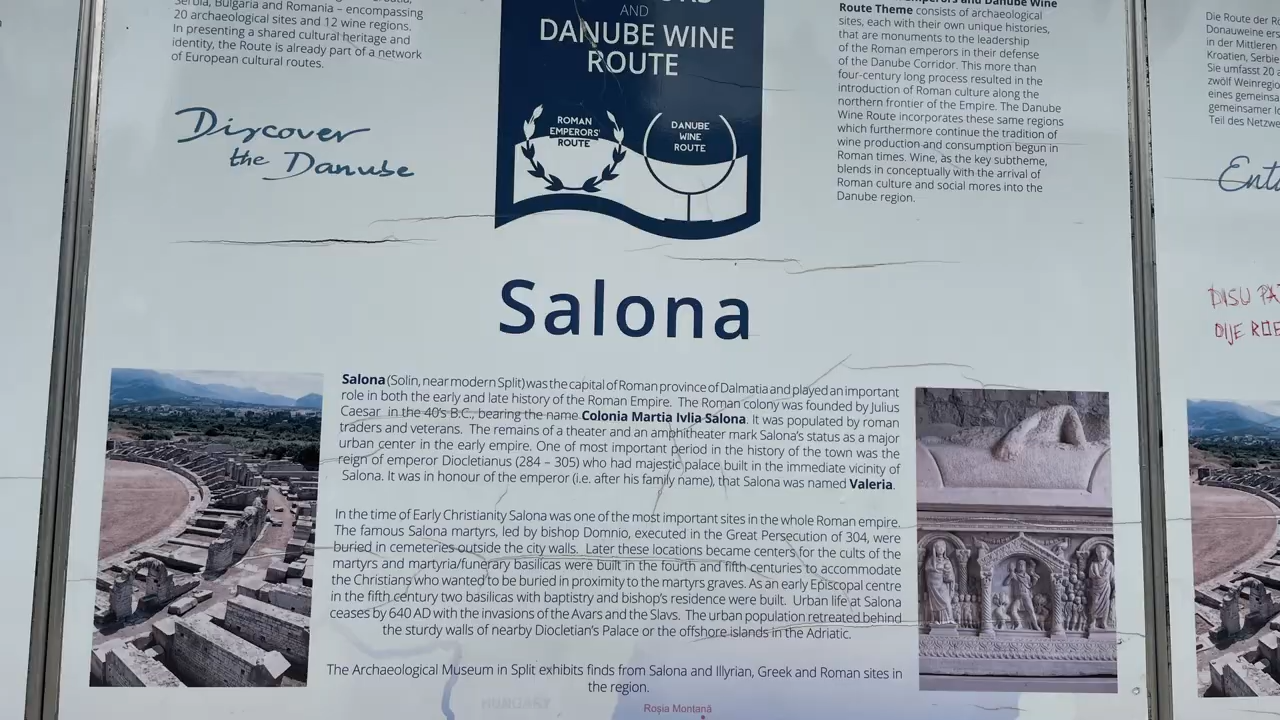 Serbia, Bulgaria and Romania – encompassing
20 archaeological sites and 12 wine regions.
In presenting a shared cultural heritage and
identity, the Route is already part of a network
of European cultural routes.
Discover
the Danube
AND
DANUBE WINE
ROUTE
ROMAN
EMPERORS'
ROUTE
DANUBE
WINE
ROUTE
Emperors and Danube Wine
Route Theme consists of archaeological
sites, each with their own unique histories,
that are monuments to the leadership
of the Roman emperors in their defense
of the Danube Corridor. This more than
four-century long process resulted in the
introduction of Roman culture along the
northern frontier of the Empire. The Danube
Wine Route incorporates these same regions
which furthermore continue the tradition of
wine production and consumption begun in
Roman times. Wine, as the key subtheme,
blends in conceptually with the arrival of
Roman culture and social mores into the
Danube region.
Die Route der
Donauweine
in der Mittleren
Kroatien,
Sie umfasst 20
zwölf
eines
gemeinsamer
Teil des
DISU
DIJE
Salona
Salona (Solin, near modern Split) was the capital of Roman province of Dalmatia and played an important
role in both the early and late history of the Roman Empire. The Roman colony was founded by Julius
Caesar in the 40's B.C., bearing the name Colonia Martia Ivlia Salona. It was populated by roman
traders and veterans. The remains of a theater and an amphitheater mark Salona's status as a major
urban center in the early empire. One of most important period in the history of the town was the
reign of emperor Diocletianus (284 – 305) who had majestic palace built in the immediate vicinity of
Salona. It was in honour of the emperor (i.e. after his family name), that Salona was named Valeria.
In the time of Early Christianity Salona was one of the most important sites in the whole Roman empire.
The famous Salona martyrs, led by bishop Domnio, executed in the Great Persecution of 304, were
buried in cemeteries outside the city walls. Later these locations became centers for the cults of the
martyrs and martyria/funerary basilicas were built in the fourth and fifth centuries to accommodate
the Christians who wanted to be buried in proximity to the martyrs graves. As an early Episcopal centre
in the fifth century two basilicas with baptistry and bishop's residence were built. Urban life at Salona
ceases by 640 AD with the invasions of the Avars and the Slavs. The urban population retreated behind
the sturdy walls of nearby Diocletian's Palace or the offshore islands in the Adriatic.
The Archaeological Museum in Split exhibits finds from Salona and Illyrian, Greek and Roman sites in
the region.
HUNGARY
Roşia Montană